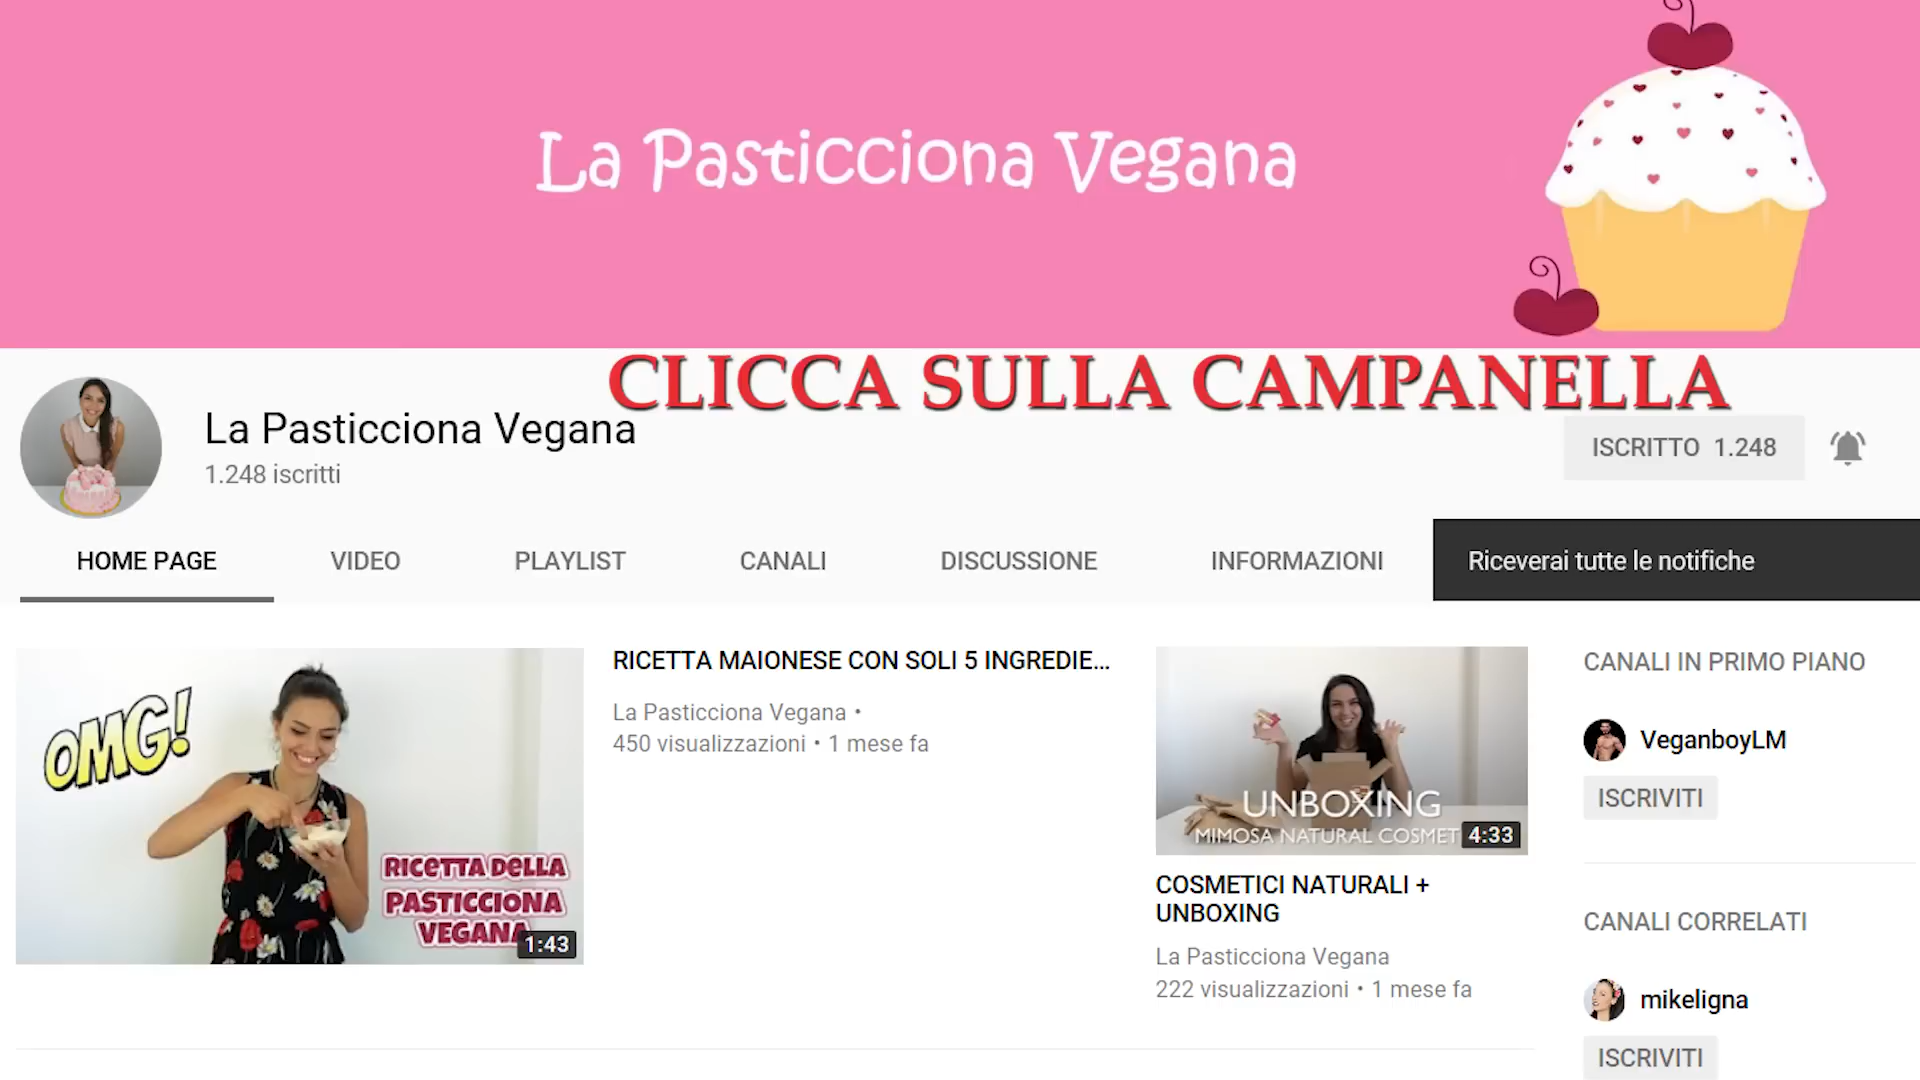 La Pasticciona Vegana
CLICCA SULLA CAMPANELLA
La Pasticciona Vegana
1.248 iscritti
ISCRITTO 1.248
HOME PAGE
VIDEO
PLAYLIST
CANALI
DISCUSSIONE
INFORMAZIONI
Riceverai tutte le notifiche
OMG!
RICETTA DELLA
PASTICCIONA
VEGANA
1:43
RICETTA MAIONESE CON SOLI 5 INGREDIE...
La Pasticciona Vegana •
450 visualizzazioni • 1 mese fa
UNBOXING
MIMOSA NATURAL COSMET
4:33
COSMETICI NATURALI +
UNBOXING
La Pasticciona Vegana
222 visualizzazioni • 1 mese fa
CANALI IN PRIMO PIANO
VeganboyLM
ISCRIVITI
CANALI CORRELATI
mikeligna
ISCRIVITI